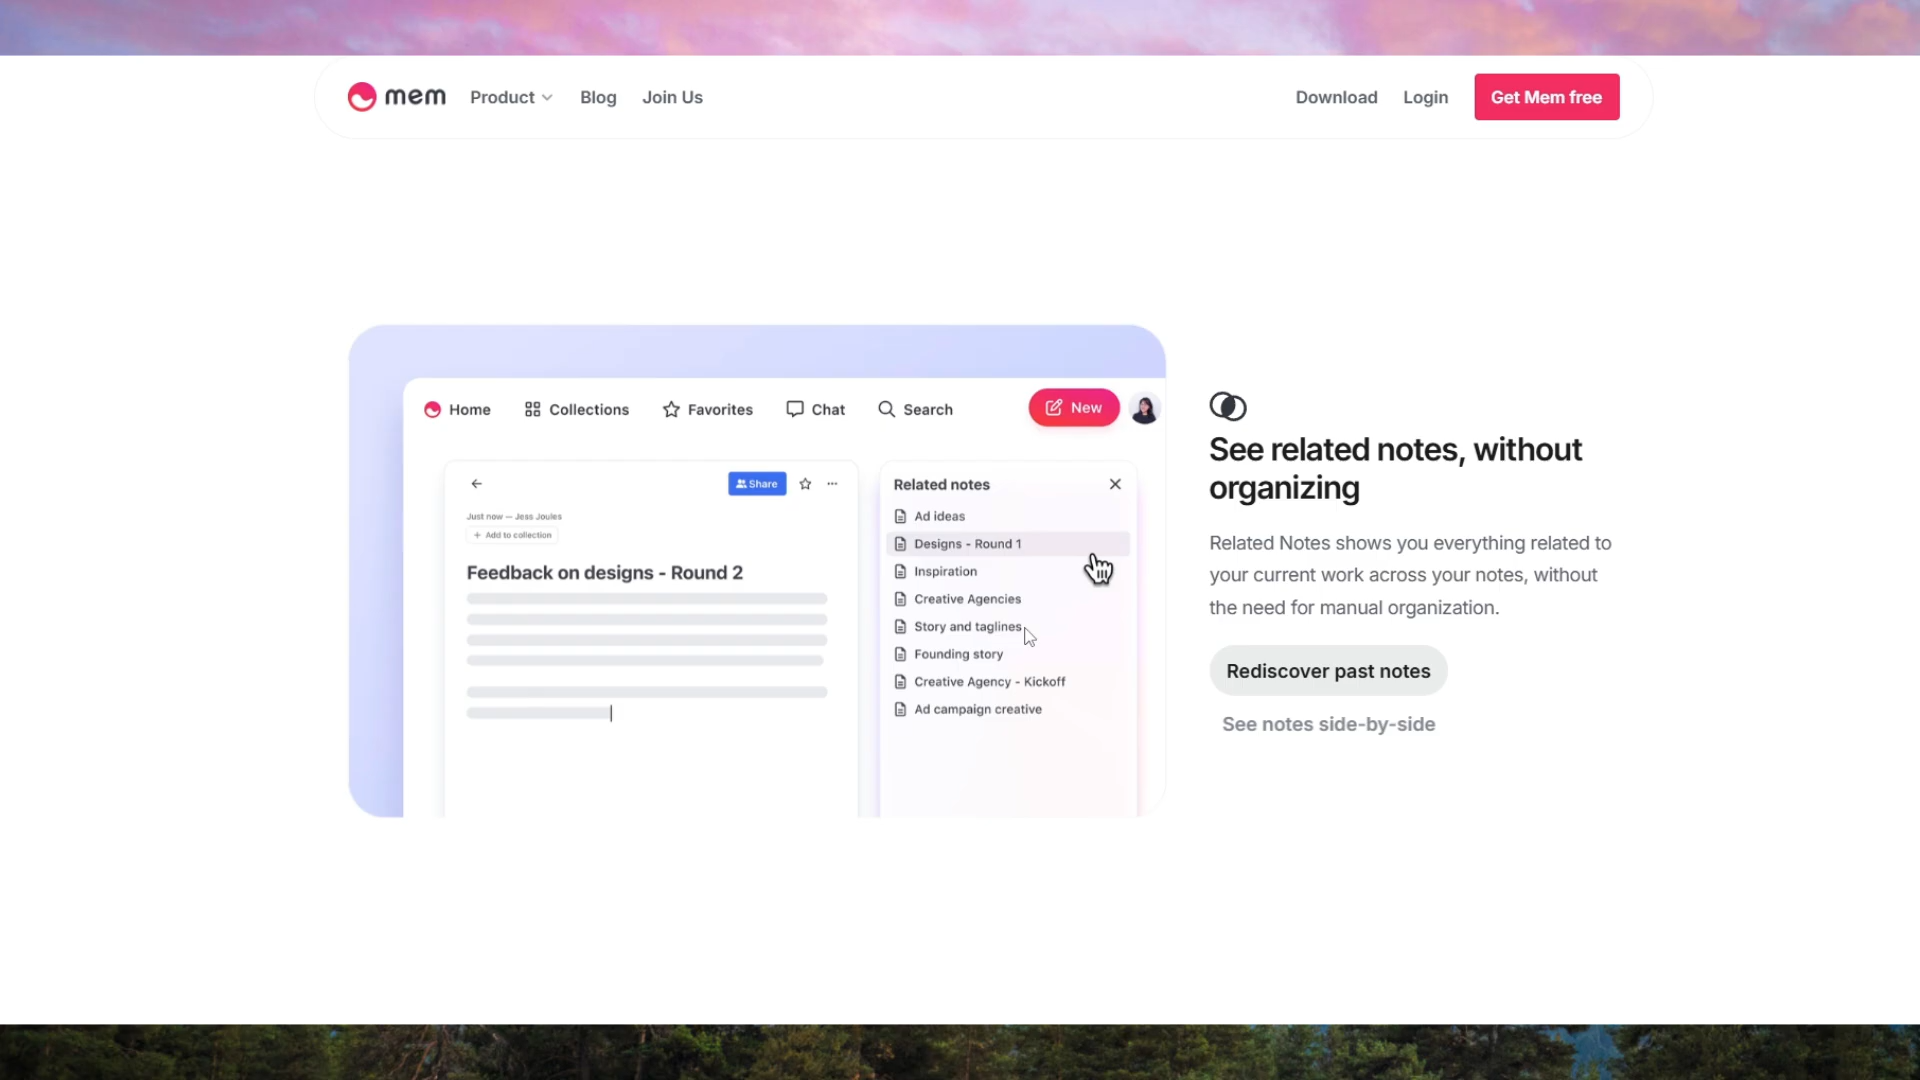 mem
Product
Blog
Join Us
Download
Login
Get Mem free
Home
Collections
Favorites
Chat
Search
New
Share
Just now — Jess Joules
+ Add to collection
Feedback on designs - Round 2
Related notes
Ad ideas
Designs - Round 1
Inspiration
Creative Agencies
Story and taglines
Founding story
Creative Agency - Kickoff
Ad campaign creative
See related notes, without
organizing
Related Notes shows you everything related to
your current work across your notes, without
the need for manual organization.
Rediscover past notes
See notes side-by-side